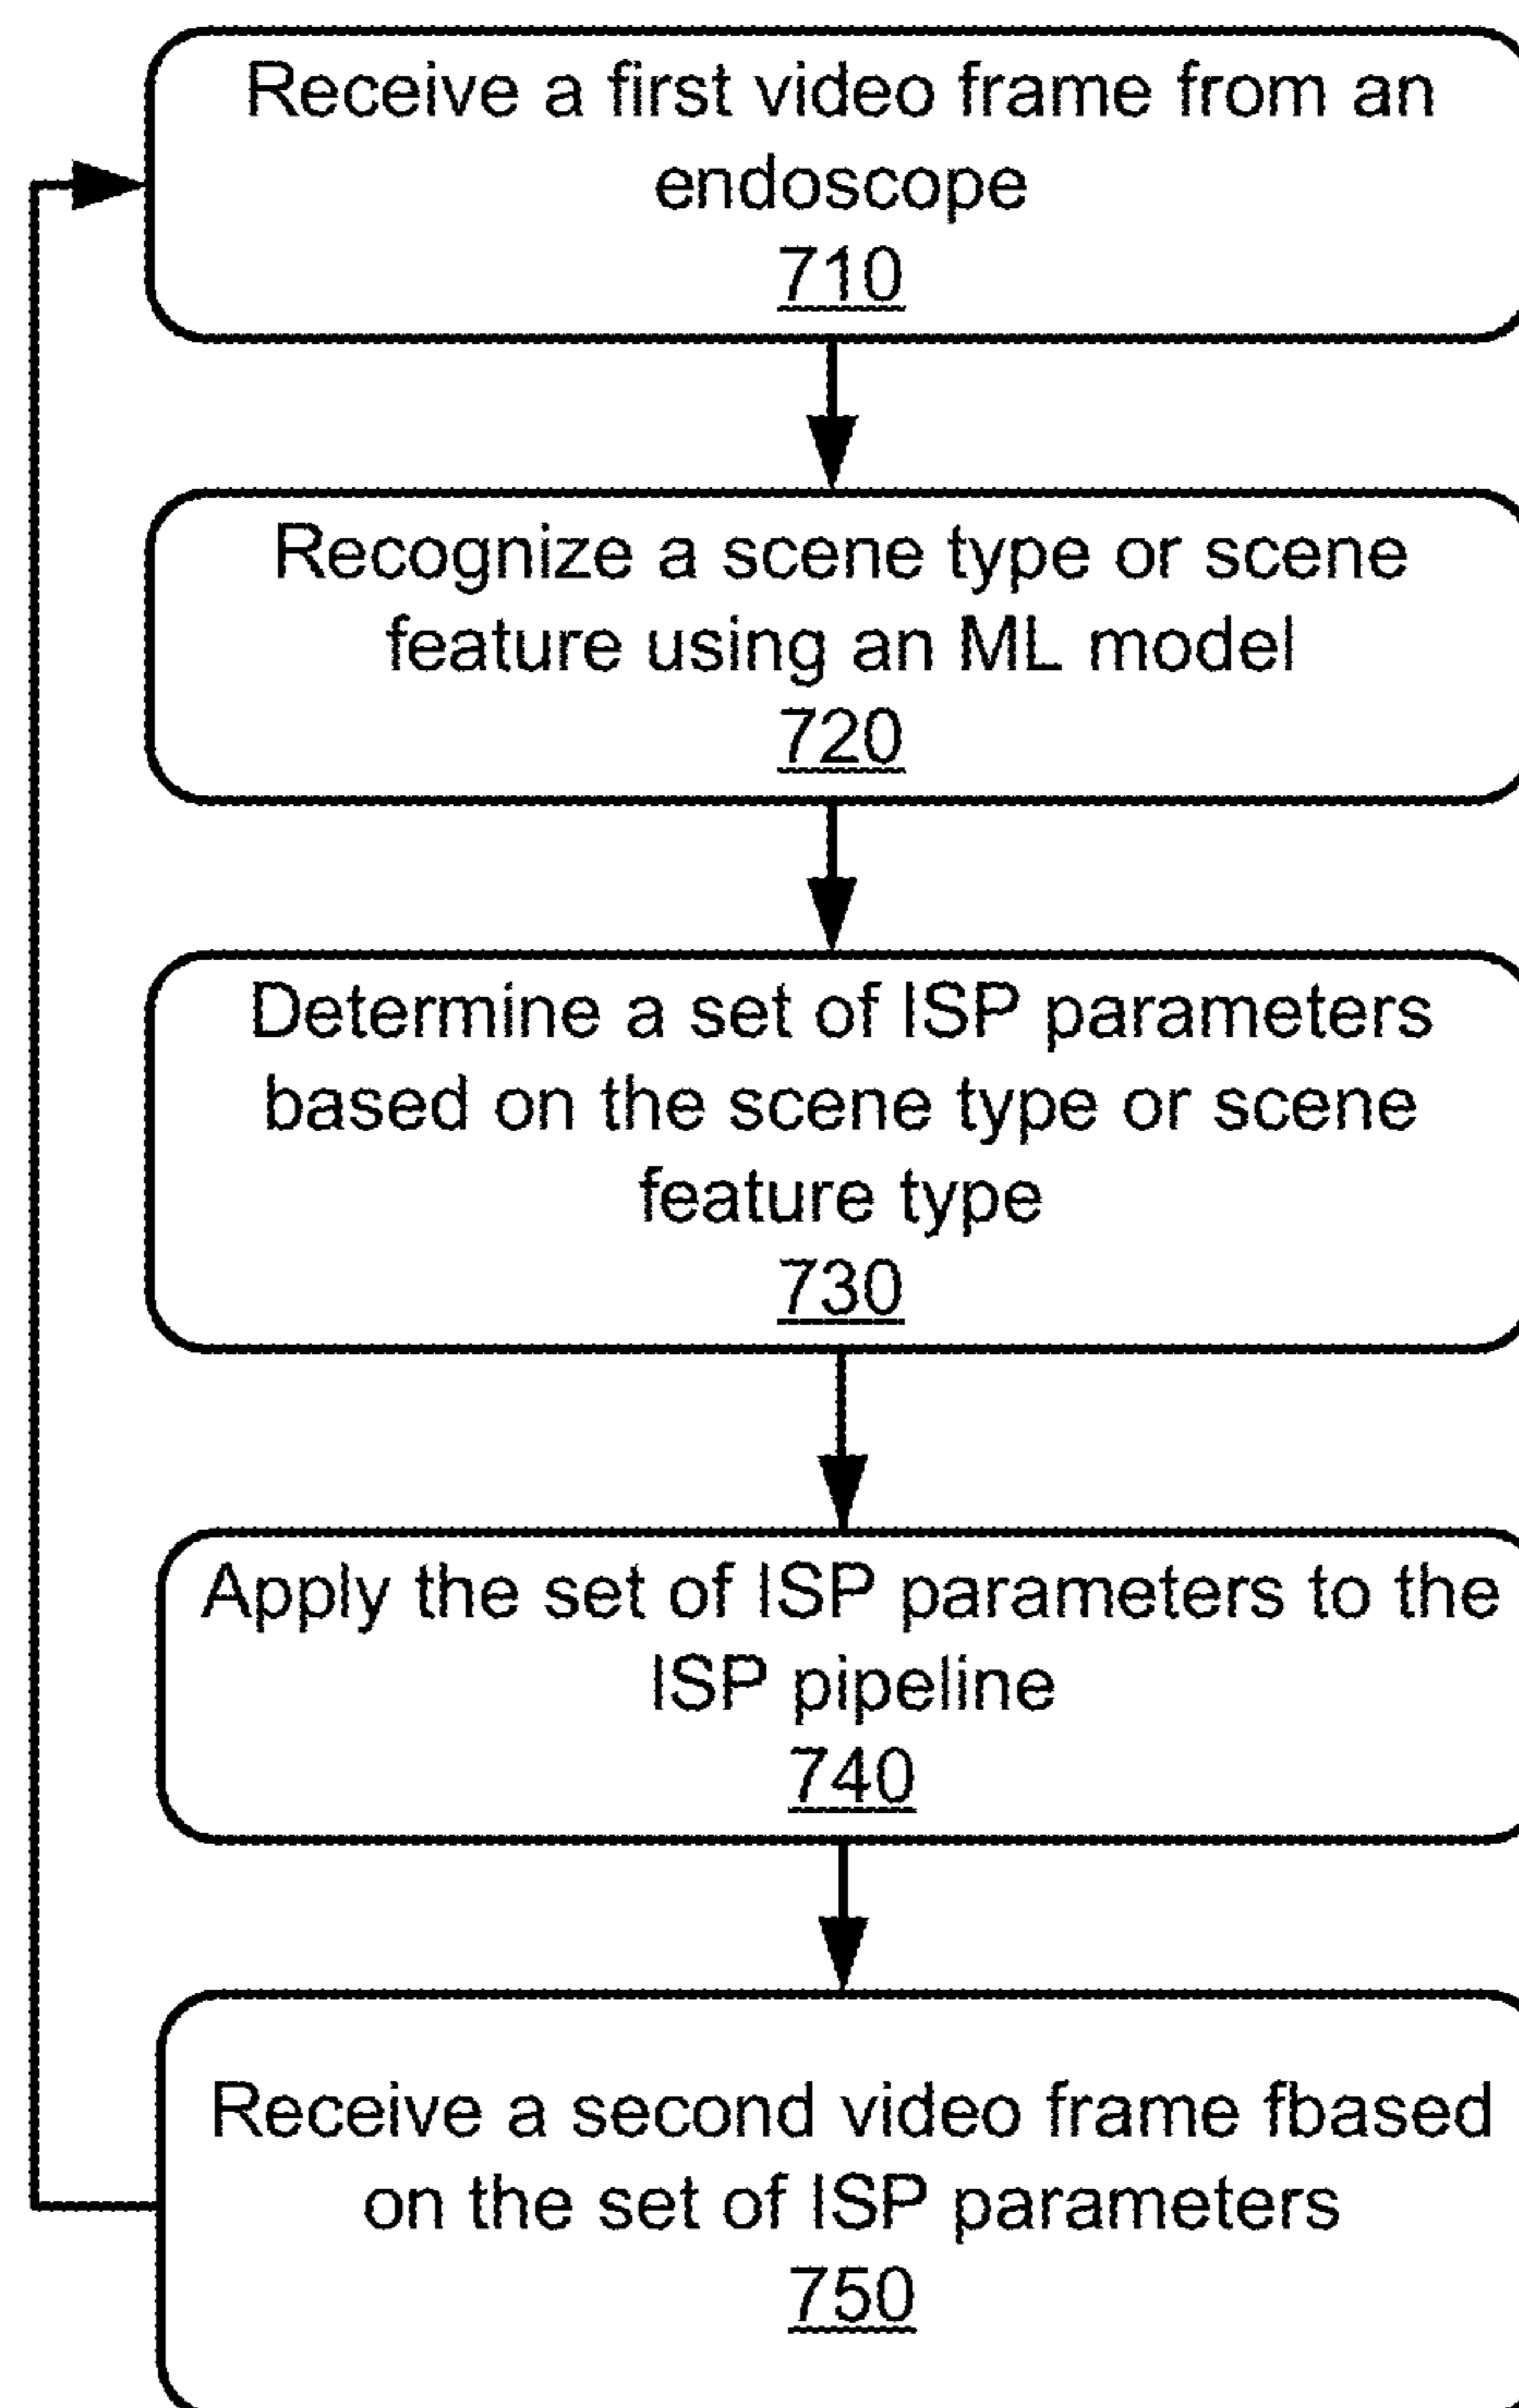 Receive a first video frame from an
endoscope
710
Recognize a scene type or scene
feature using an ML model
720
Determine a set of ISP parameters
based on the scene type or scene
feature type
730
Apply the set of ISP parameters to the
ISP pipeline
740
Receive a second video frame fbased
on the set of ISP parameters
750